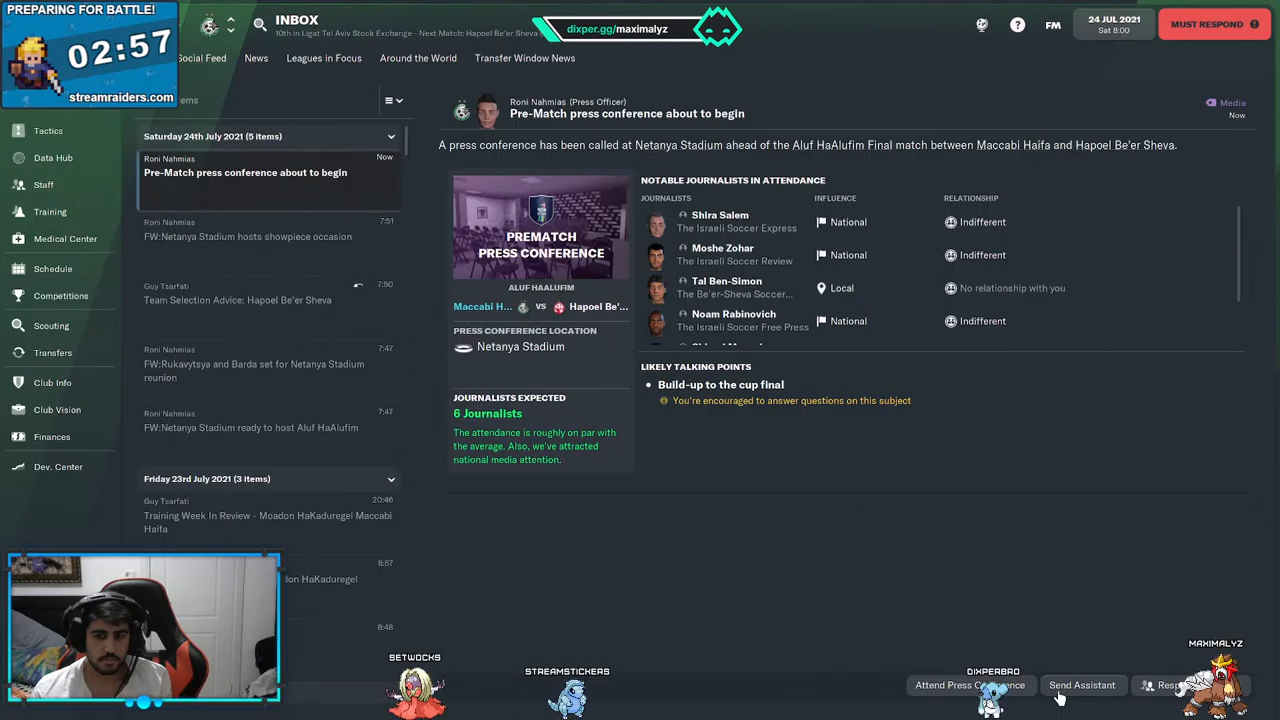 PREPARING FOR BATTLE!
02:57
streamraiders.com
INBOX
10th in Ligat Tel Aviv Stock Exchange - Next Match: Hapoel Be'er Sheva
dixper.gg/maximalyz
?
FM
24 JUL 2021
Sat 8:00
MUST RESPOND
Social Feed
News
Leagues in Focus
Around the World
Transfer Window News
Tactics
Data Hub
Staff
Training
Medical Center
Schedule
Competitions
Scouting
Transfers
Club Info
Club Vision
Finances
Dev. Center
Saturday 24th July 2021 (5 items)
Roni Nahmias
Now
Pre-Match press conference about to begin
Roni Nahmias
7:51
FW:Netanya Stadium hosts showpiece occasion
Guy Tsarfati
7:50
Team Selection Advice: Hapoel Be'er Sheva
Roni Nahmias
7:47
FW:Rukavytsya and Barda set for Netanya Stadium
reunion
Roni Nahmias
7:47
FW:Netanya Stadium ready to host Aluf HaAlufim
Friday 23rd July 2021 (3 items)
Guy Tsarfati
20:46
Training Week In Review - Moadon HaKaduregel Maccabi
Haifa
8:57
HaKaduregel
8:48
Roni Nahmias (Press Officer)
Pre-Match press conference about to begin
Media
Now
A press conference has been called at Netanya Stadium ahead of the Aluf HaAlufim Final match between Maccabi Haifa and Hapoel Be'er Sheva.
PREMATCH
PRESS CONFERENCE
ALUF HAALUFIM
Maccabi H... VS Hapoel Be'...
PRESS CONFERENCE LOCATION
Netanya Stadium
JOURNALISTS EXPECTED
6 Journalists
The attendance is roughly on par with
the average. Also, we've attracted
national media attention.
NOTABLE JOURNALISTS IN ATTENDANCE
JOURNALISTS
INFLUENCE
RELATIONSHIP
Shira Salem
The Israeli Soccer Express
National
Indifferent
Moshe Zohar
The Israeli Soccer Review
National
Indifferent
Tal Ben-Simon
The Be'er-Sheva Soccer...
Local
No relationship with you
Noam Rabinovich
The Israeli Soccer Free Press
National
Indifferent
LIKELY TALKING POINTS
Build-up to the cup final
You're encouraged to answer questions on this subject
SETWOCKS
STREAMSTICKERS
DIXPERBRO
MAXIMALYZ
Attend Press
Send Assistant